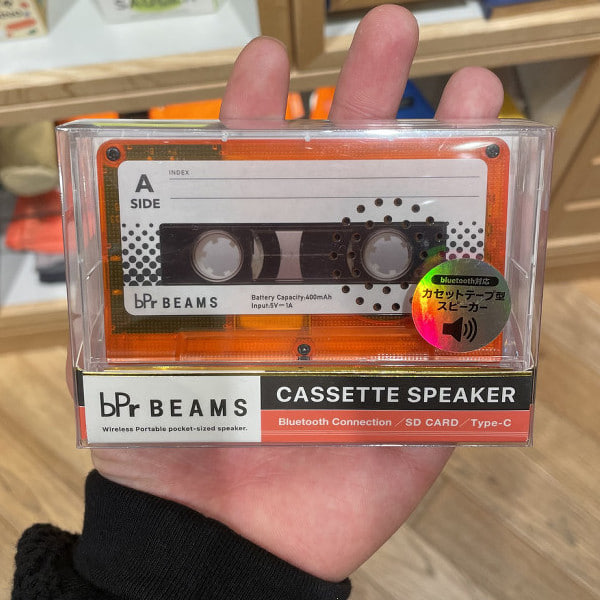 SAUGHT
INDEX
A
SIDE
bPr BEAMS
Battery Capacity:400mAh
Input:5V⎓1A
bluetooth対応
カセットテープ型
スピーカー
bPr BEAMS
Wireless Portable pocket-sized speaker.
CASSETTE SPEAKER
Bluetooth Connection／SD CARD／Type-C